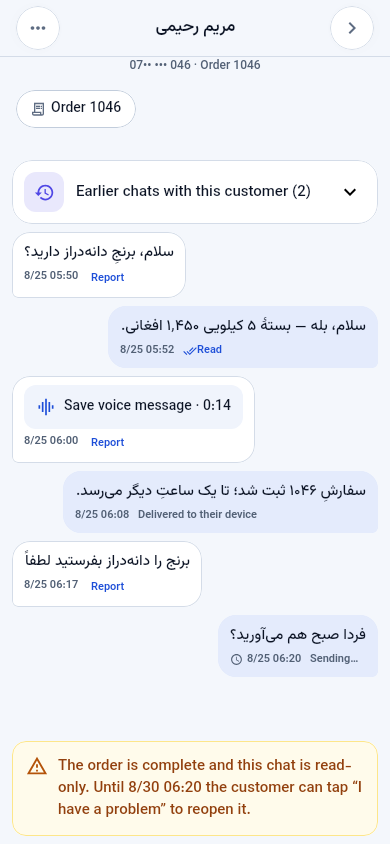 مریم رحیمی
07•• ••• 046 · Order 1046
Order 1046
Earlier chats with this customer (2)
سلام، برنجِ دانه‌دراز دارید؟
8/25 05:50 Report
سلام، بله — بستهٔ ۵ کیلویی ۱,۴۵۰ افغانی.
8/25 05:52 Read
Save voice message · 0:14
8/25 06:00 Report
سفارشِ ۱۰۴۶ ثبت شد؛ تا یک ساعتِ دیگر می‌رسد.
8/25 06:08 Delivered to their device
برنج را دانه‌دراز بفرستید لطفاً
8/25 06:17 Report
فردا صبح هم می‌آورید؟
8/25 06:20 Sending…
The order is complete and this chat is read-
only. Until 8/30 06:20 the customer can tap “I
have a problem” to reopen it.